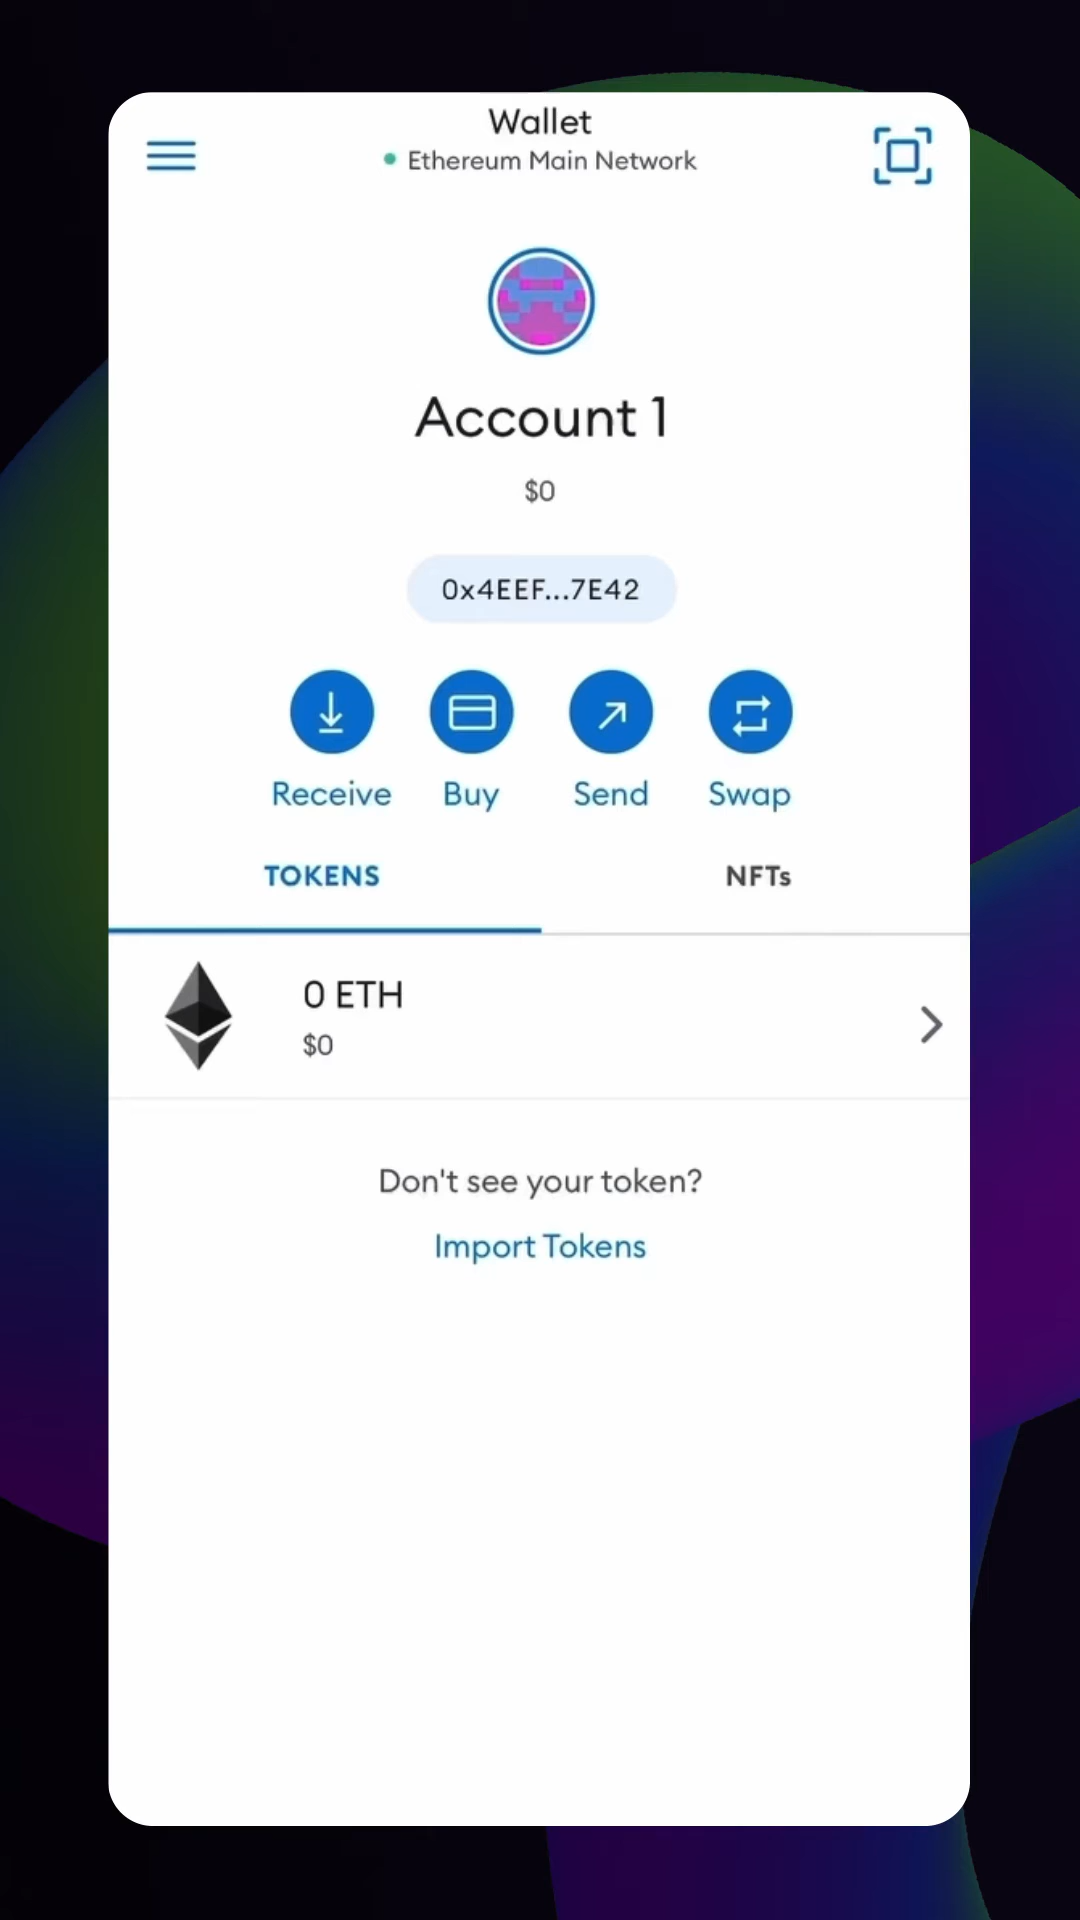 Wallet
Ethereum Main Network
Account 1
$0
0x4EEF...7E42
Receive Buy Send Swap
TOKENS NFTs
0 ETH
$0
Don't see your token?
Import Tokens